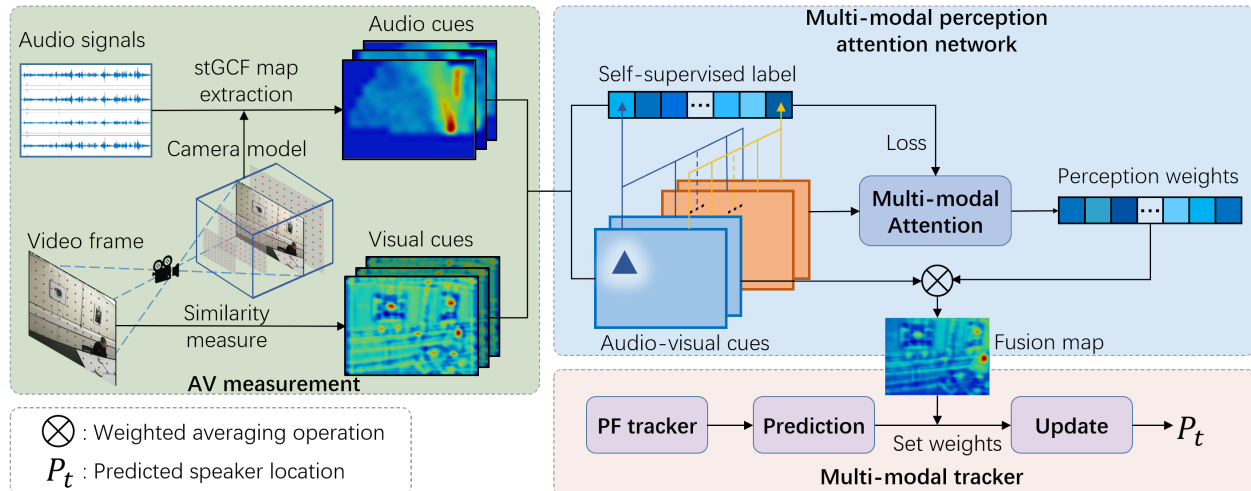 Audio signals
Audio cues
stGCF map
extraction
Camera model
Video frame
Visual cues
Similarity
measure
AV measurement
⊗ : Weighted averaging operation
Pₜ : Predicted speaker location
Multi-modal perception
attention network
Self-supervised label
...
Loss
Multi-modal
Attention
Perception weights
...
Audio-visual cues
Fusion map
PF tracker
Prediction
Set weights
Update
Pₜ
Multi-modal tracker